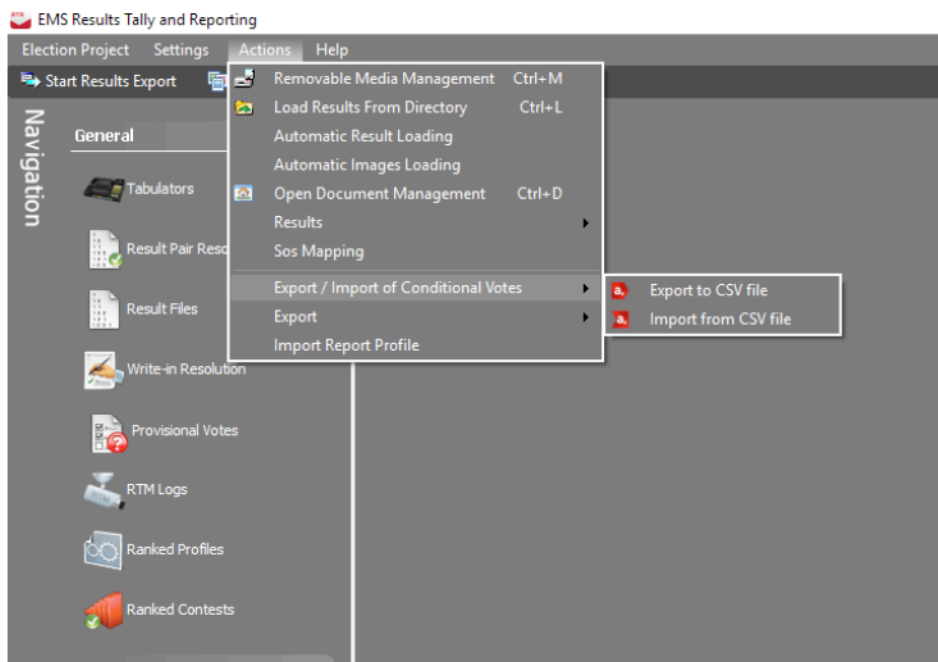 EMS Results Tally and Reporting
Election Project Settings Actions Help
Start Results Export
Navigation
General
Tabulators
Result Pair Reso
Result Files
Write-in Resolution
Provisional Votes
RTM Logs
Ranked Profiles
Ranked Contests
Removable Media Management Ctrl+M
Load Results From Directory Ctrl+L
Automatic Result Loading
Automatic Images Loading
Open Document Management Ctrl+D
Results
Sos Mapping
Export / Import of Conditional Votes
Export
Import Report Profile
Export to CSV file
Import from CSV file